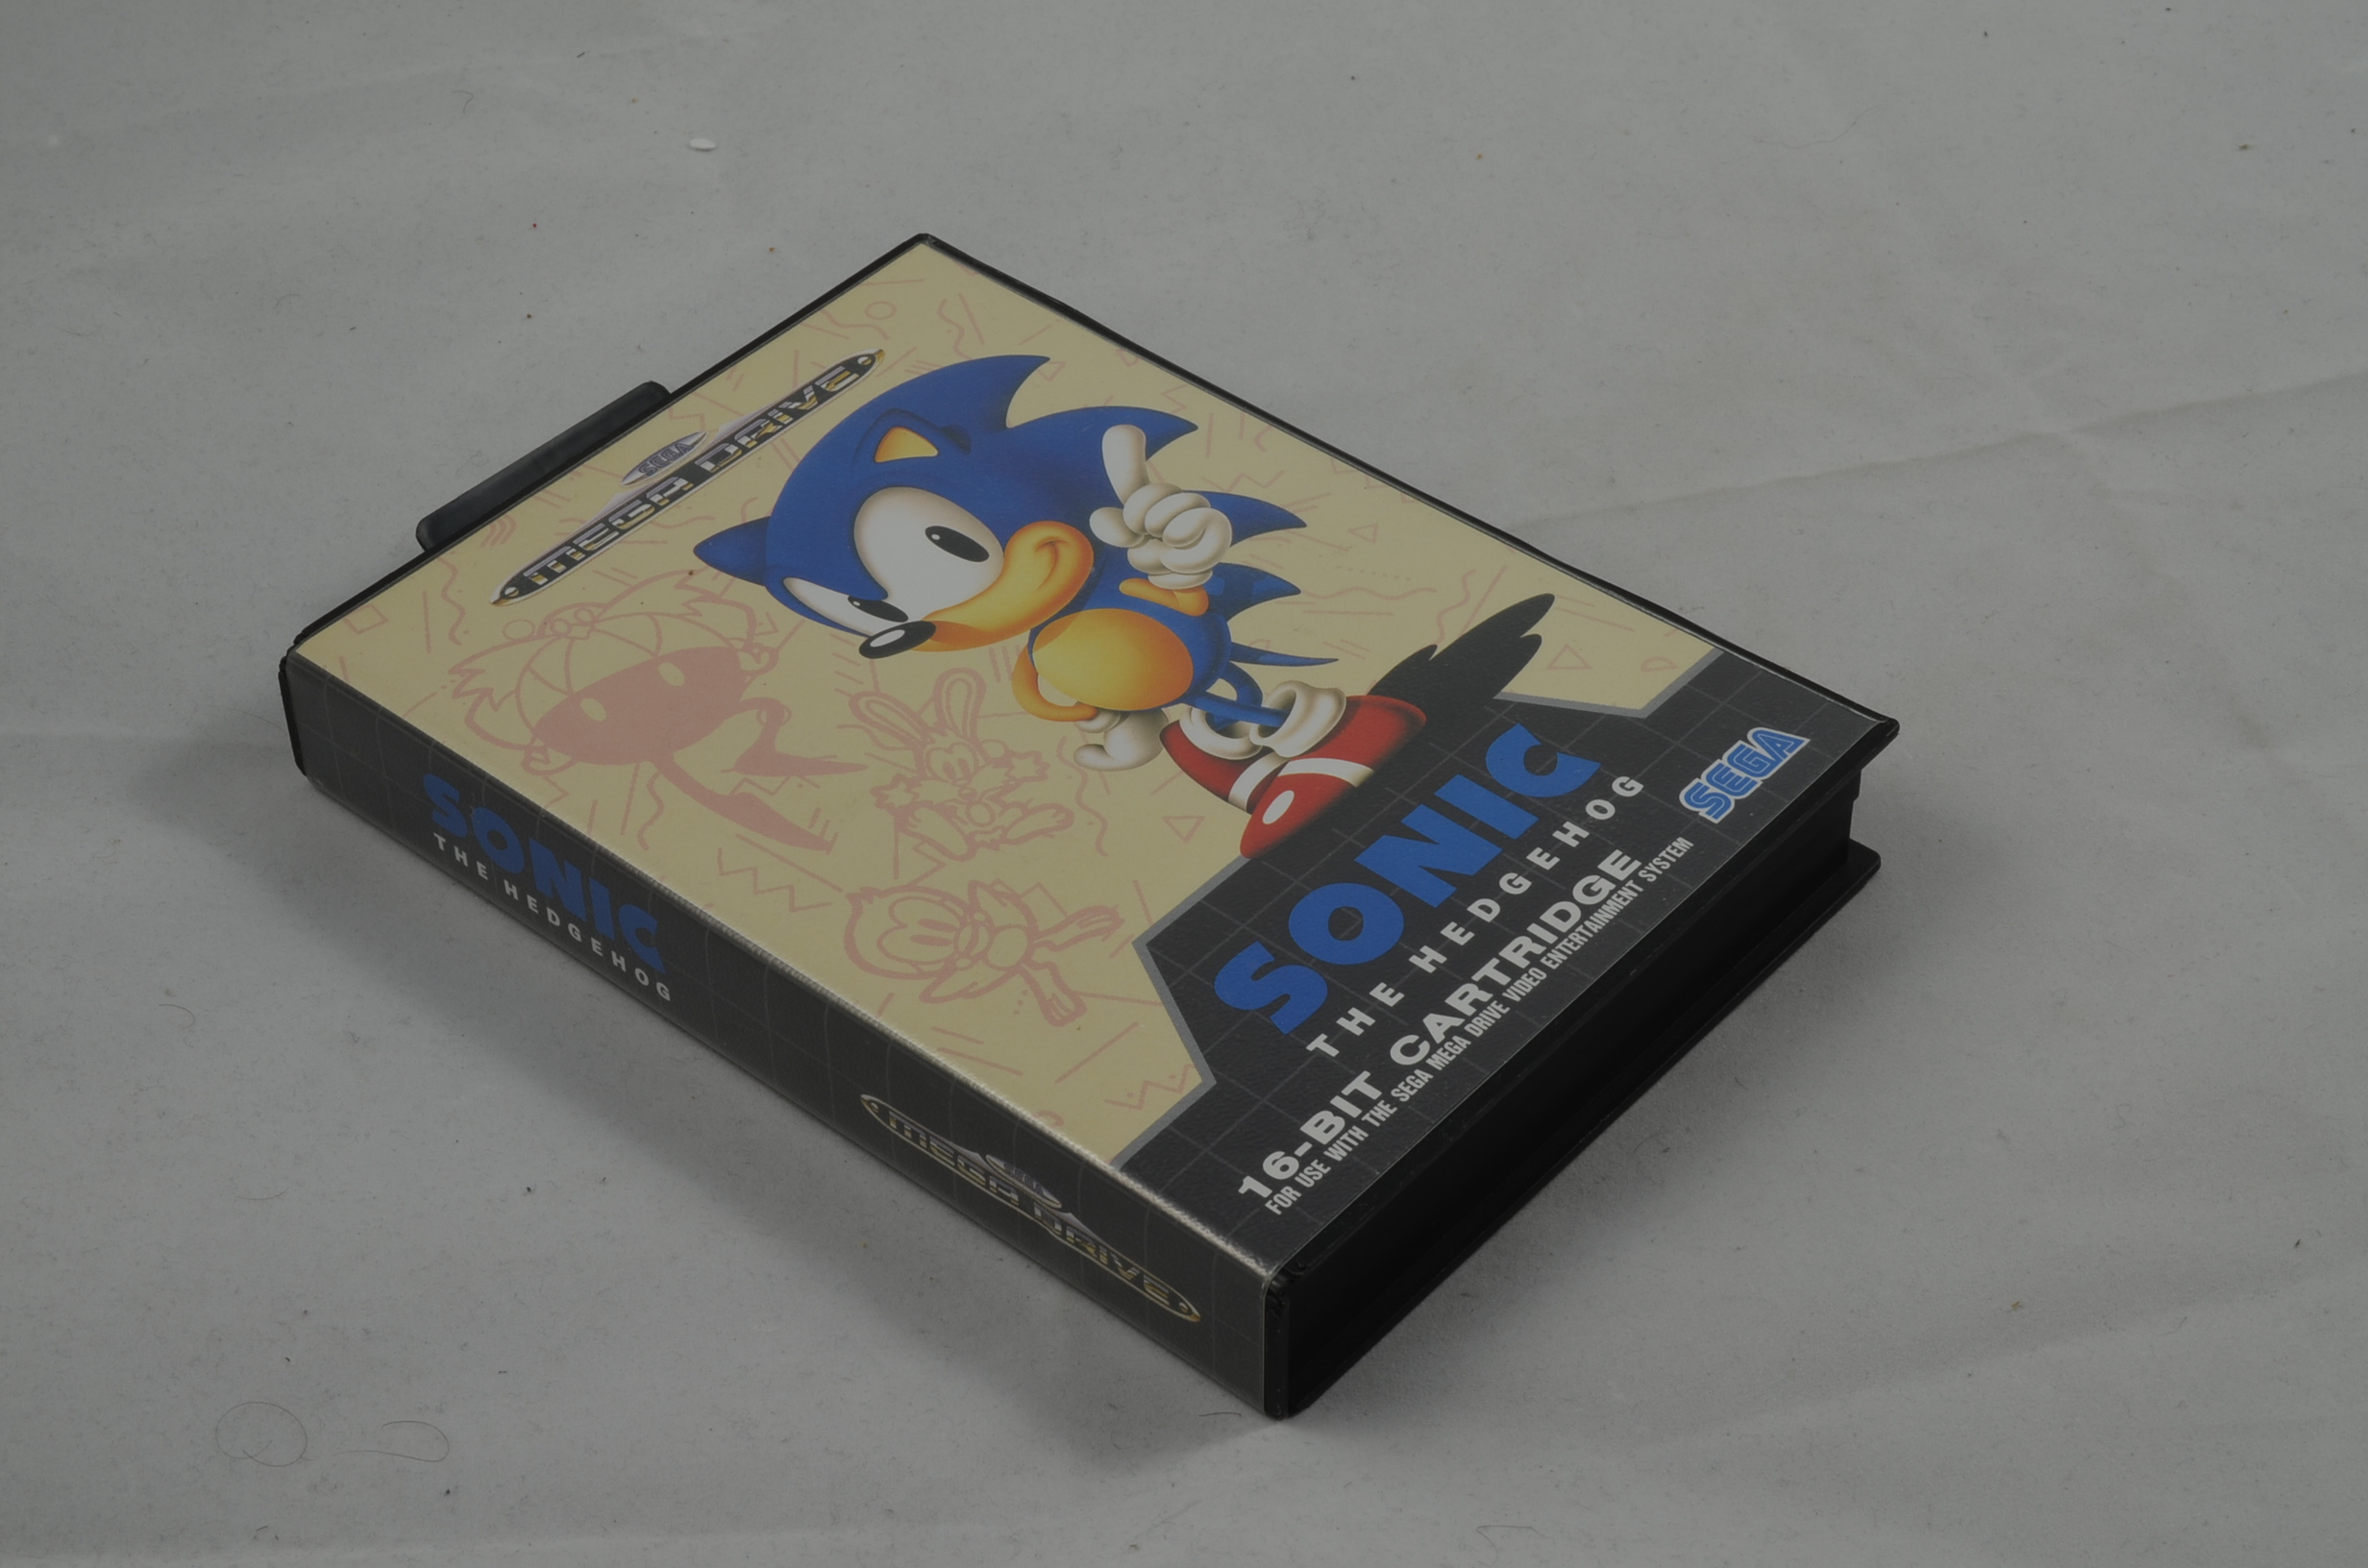 SEGA
MEGA DRIVE
SONIC
THE HEDGEHOG
SEGA
16-BIT CARTRIDGE
FOR USE WITH THE SEGA MEGA DRIVE VIDEO ENTERTAINMENT SYSTEM
SONIC
THE HEDGEHOG
MEGA DRIVE